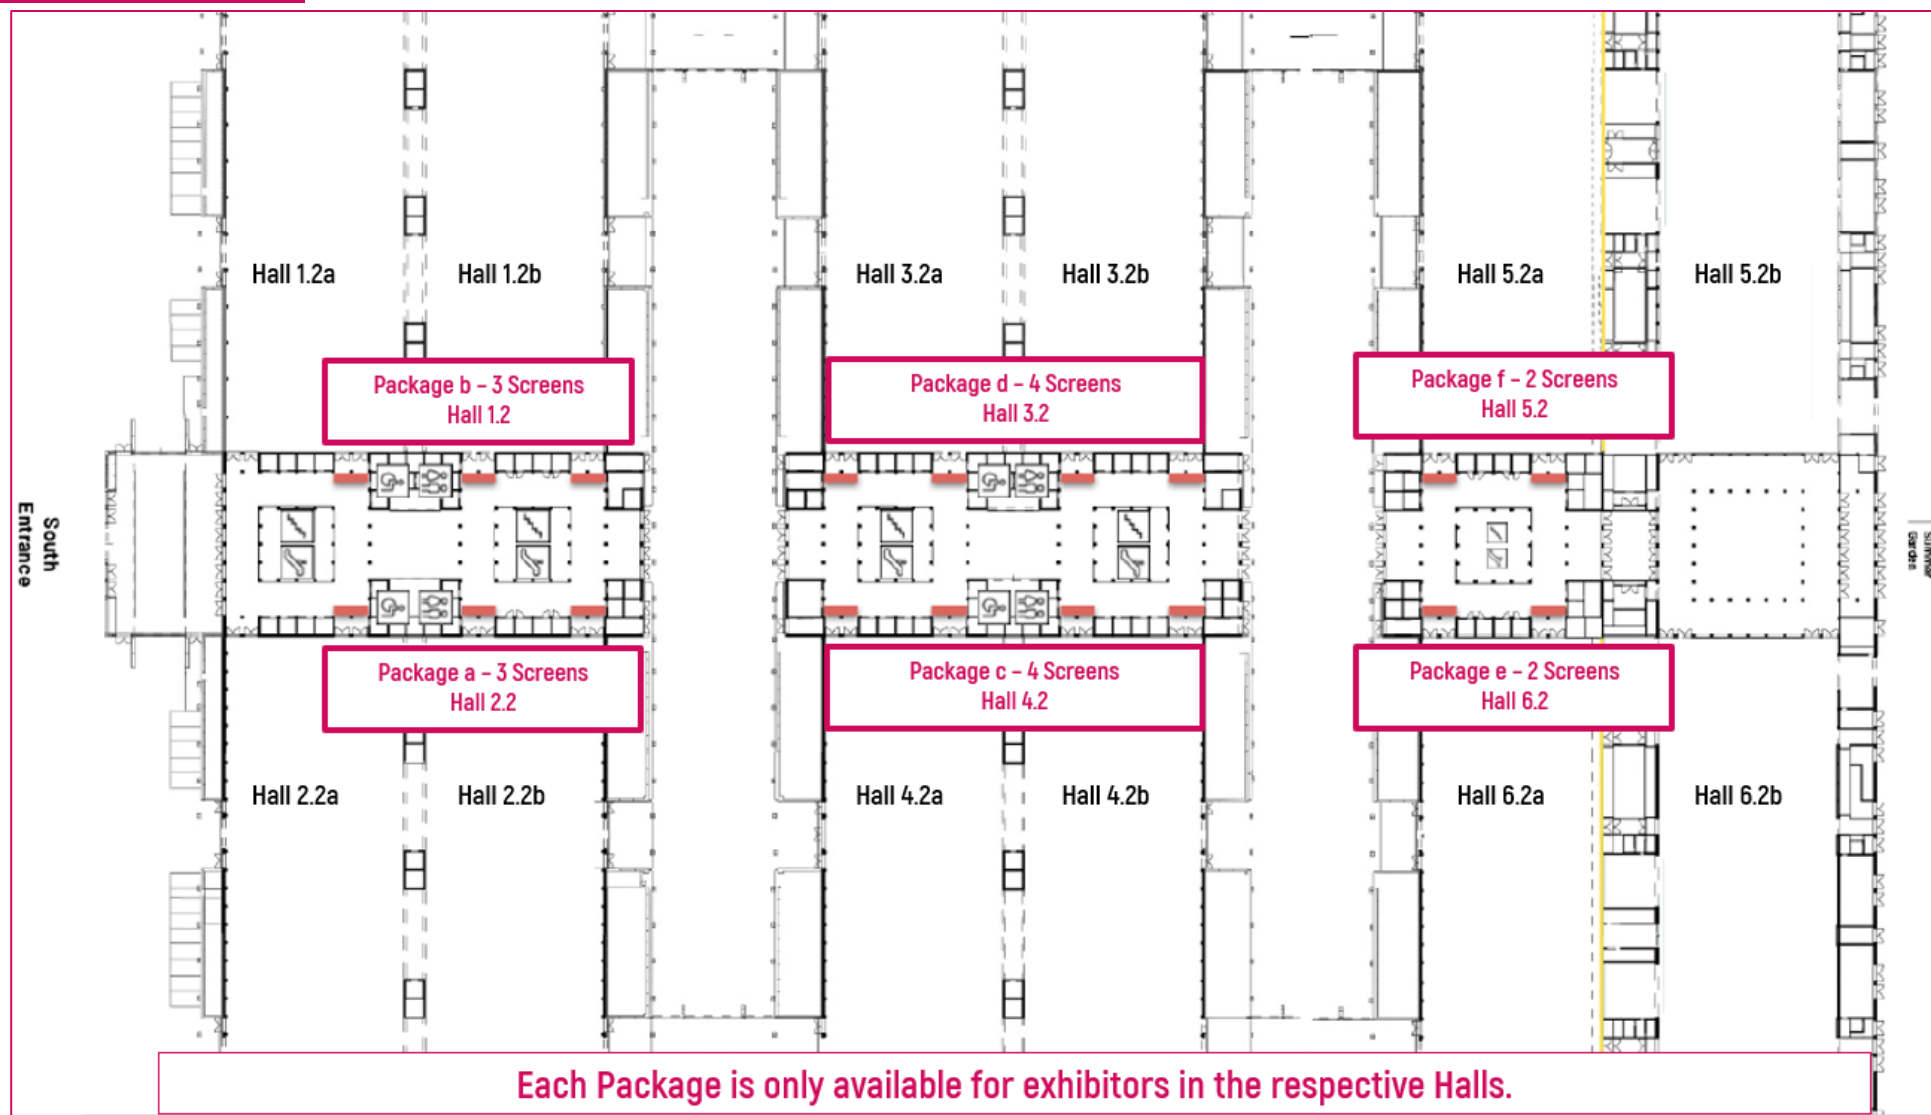 Hall 1.2a
Hall 1.2b
Hall 3.2a
Hall 3.2b
Hall 5.2a
Hall 5.2b
Package b – 3 Screens
Hall 1.2
Package d – 4 Screens
Hall 3.2
Package f – 2 Screens
Hall 5.2
South
Entrance
Garden
Package a – 3 Screens
Hall 2.2
Package c – 4 Screens
Hall 4.2
Package e – 2 Screens
Hall 6.2
Hall 2.2a
Hall 2.2b
Hall 4.2a
Hall 4.2b
Hall 6.2a
Hall 6.2b
Each Package is only available for exhibitors in the respective Halls.